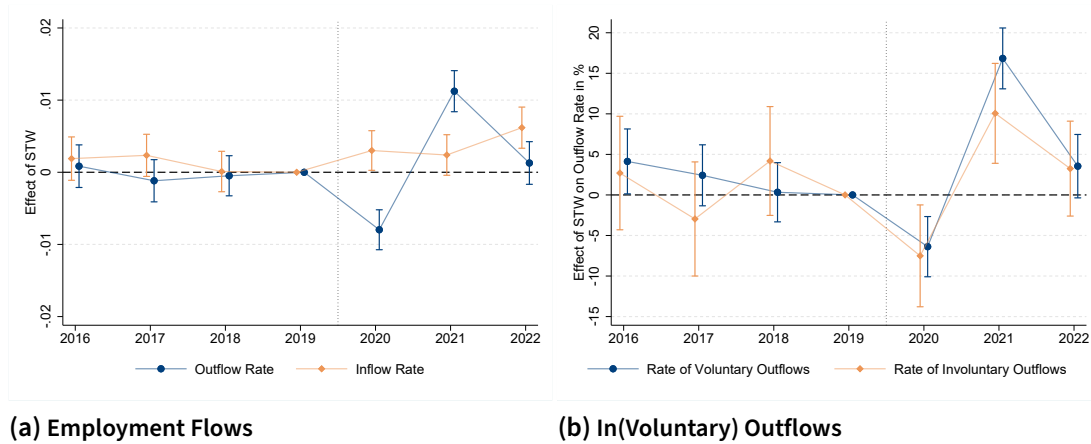 Effect of STW
.02
.01
0
-.01
-.02
2016 2017 2018 2019 2020 2021 2022
Outflow Rate Inflow Rate
(a) Employment Flows
Effect of STW on Outflow Rate in %
20
15
10
5
0
-5
-10
-15
2016 2017 2018 2019 2020 2021 2022
Rate of Voluntary Outflows Rate of Involuntary Outflows
(b) In(Voluntary) Outflows